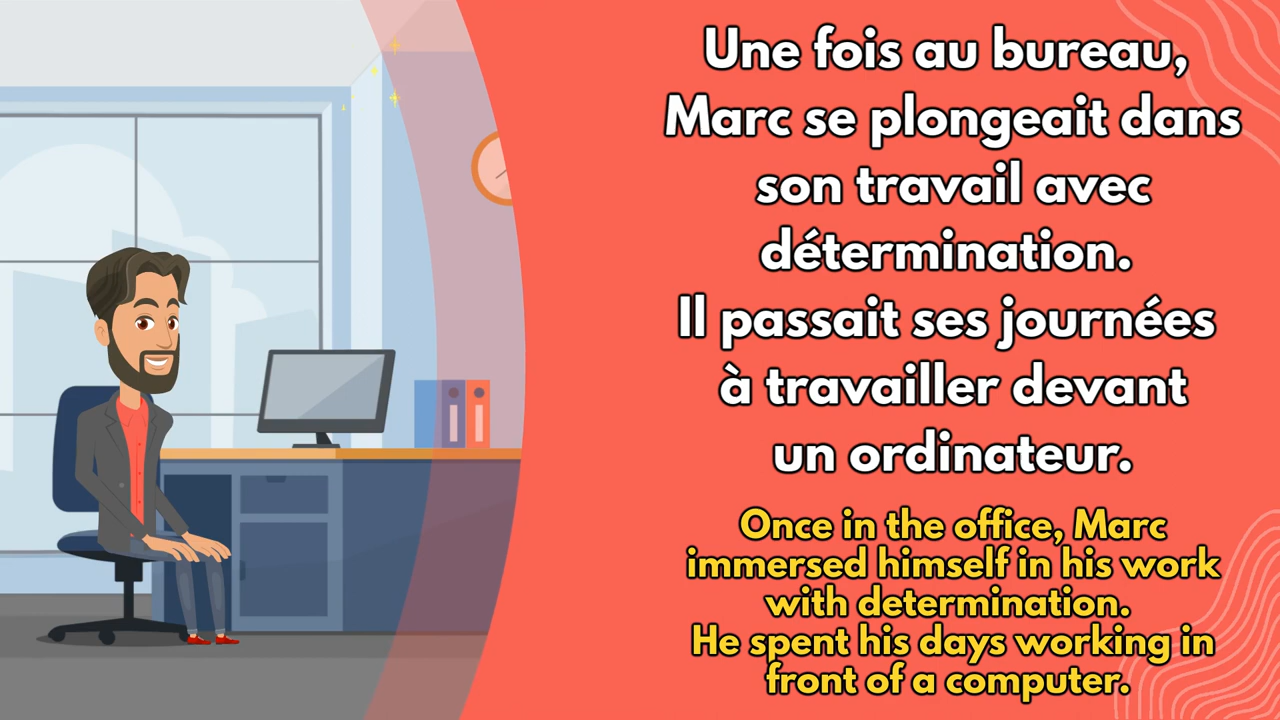 Une fois au bureau,
Marc se plongeait dans
son travail avec
détermination.
Il passait ses journées
à travailler devant
un ordinateur.
Once in the office, Marc
immersed himself in his work
with determination.
He spent his days working in
front of a computer.